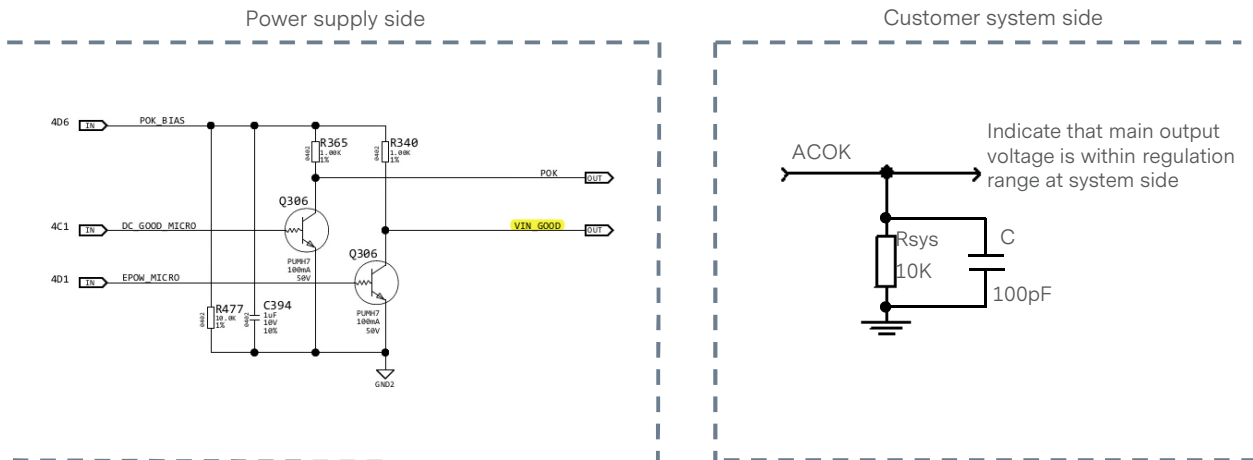 Power supply side
Customer system side
4D6 IN POK_BIAS
R365
0402
1.00K
1%
R340
0402
1.00K
1%
POK OUT
Q306
4C1 IN DC_GOOD_MICRO
VIN_GOOD OUT
PUMH7
100mA
50V
Q306
4D1 IN EPOW_MICRO
PUMH7
100mA
50V
R477
0402
10.0K
1%
C394
0402
1uF
10V
10%
GND2
ACOK
Indicate that main output
voltage is within regulation
range at system side
Rsys
10K
C
100pF